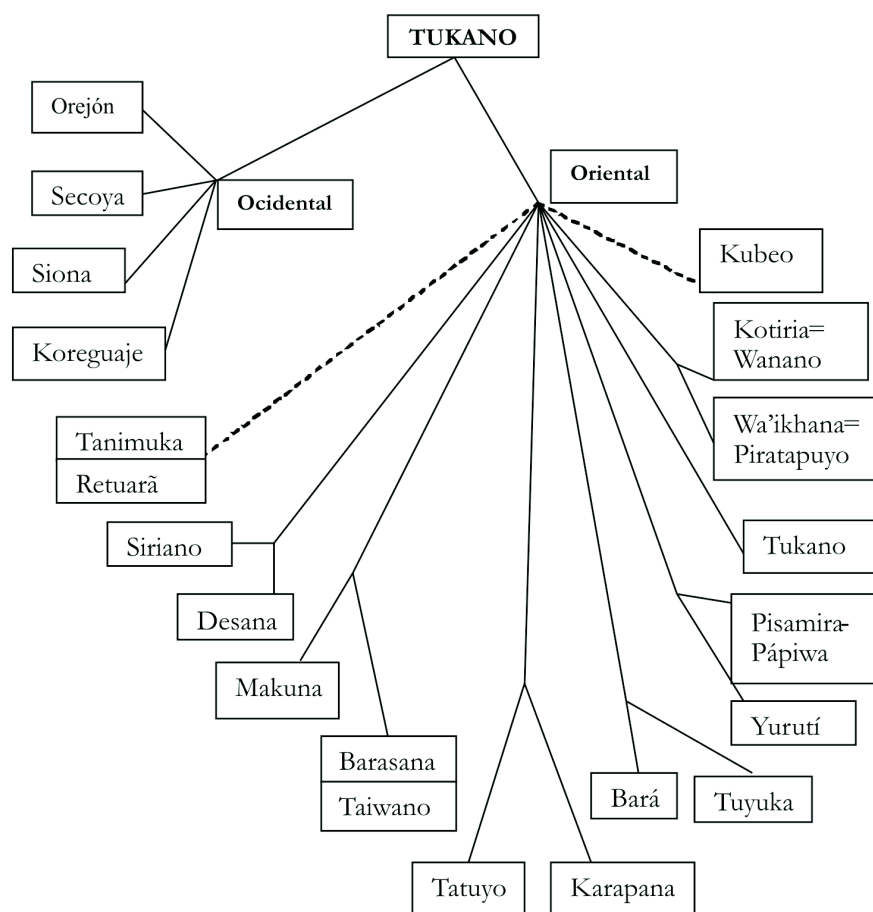 TUKANO
Orejón
Oriental
Secoya
Ocidental
Kubeo
Siona
Kotiria=
Wanano
Koreguaje
Wa'ikhana=
Piratapuyo
Tanimuka
Retuarã
Siriano
Tukano
Desana
Pisamira-
Pápiwa
Makuna
Yurutí
Barasana
Taiwano
Bará
Tuyuka
Tatuyo
Karapana